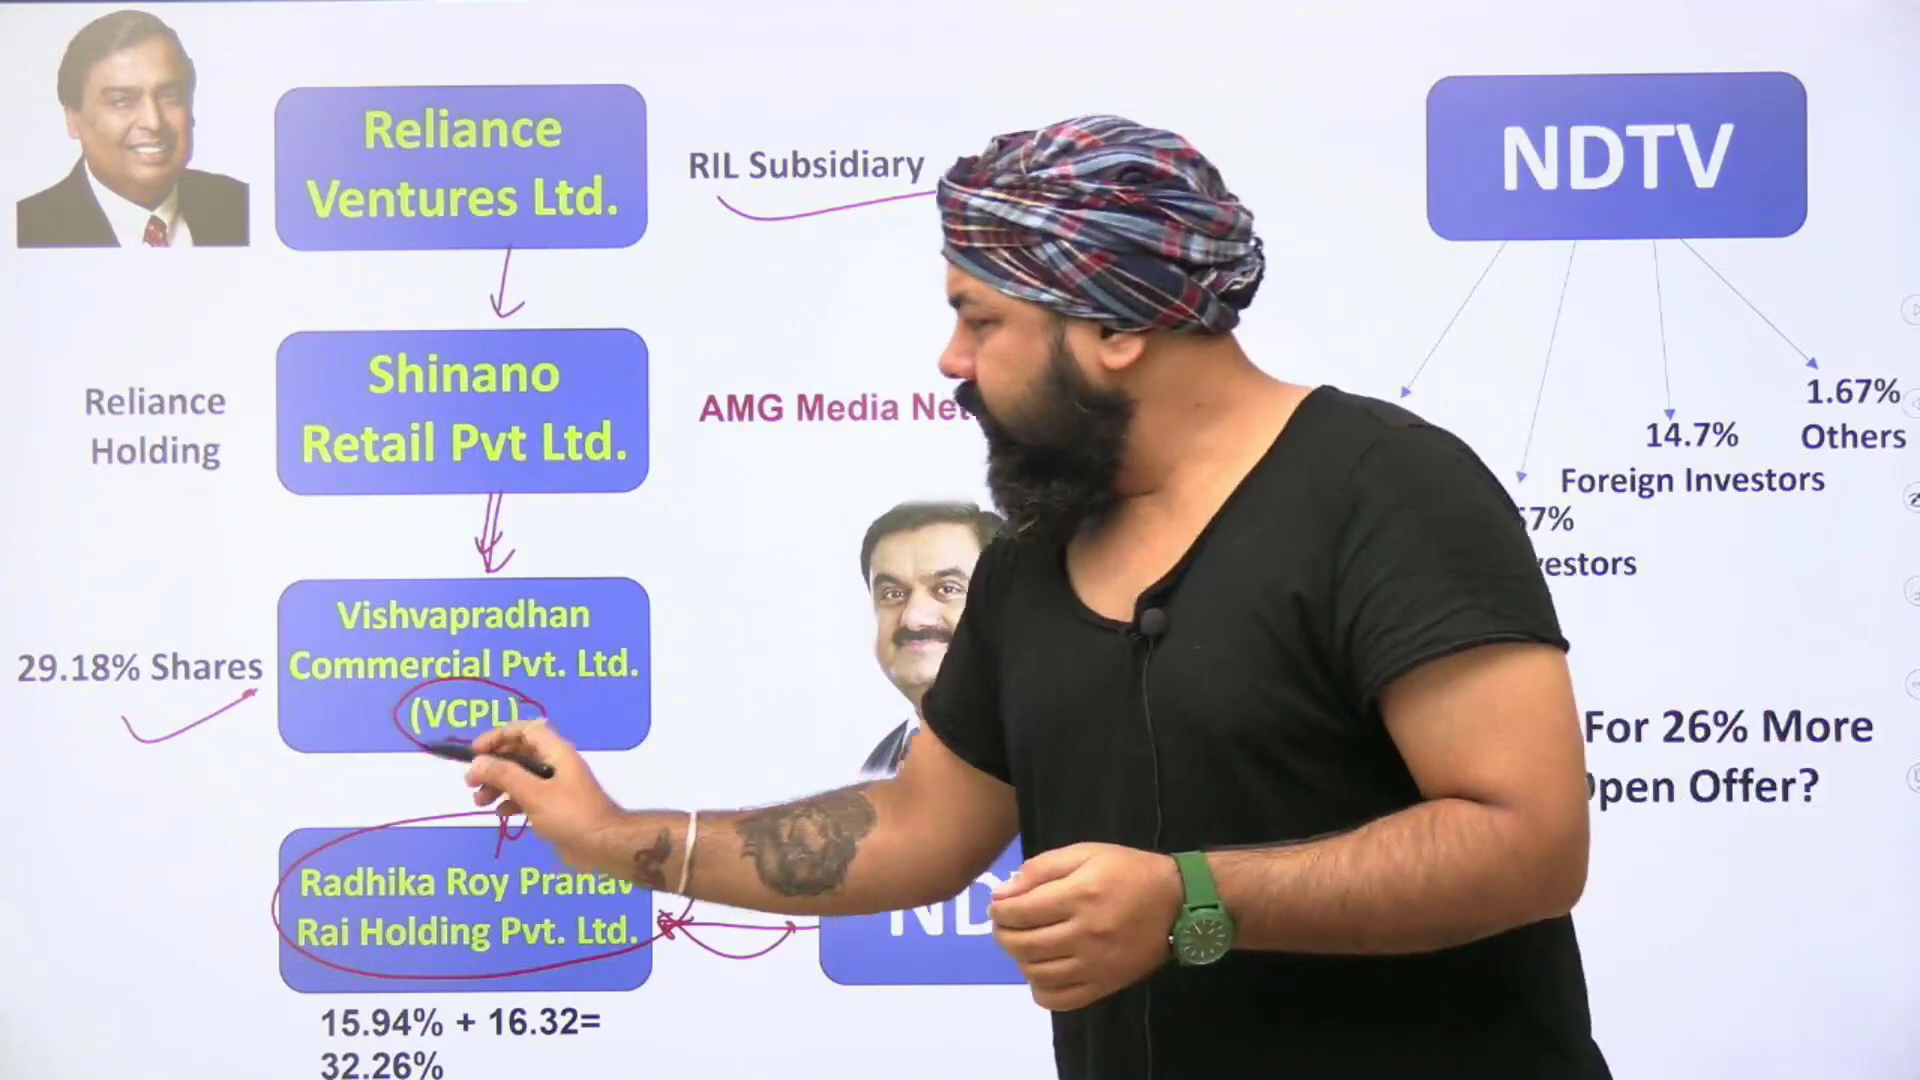 Reliance
Ventures Ltd.
RIL Subsidiary
NDTV
Shinano
Retail Pvt Ltd.
Reliance
Holding
AMG Media
1.67%
Others
14.7%
Foreign Investors
57%
Vishvapradhan
Commercial Pvt. Ltd.
(VCPL)
29.18% Shares
For 26% More
Open Offer?
Radhika Roy Pranav
Rai Holding Pvt. Ltd.
15.94% + 16.32=
32.26%